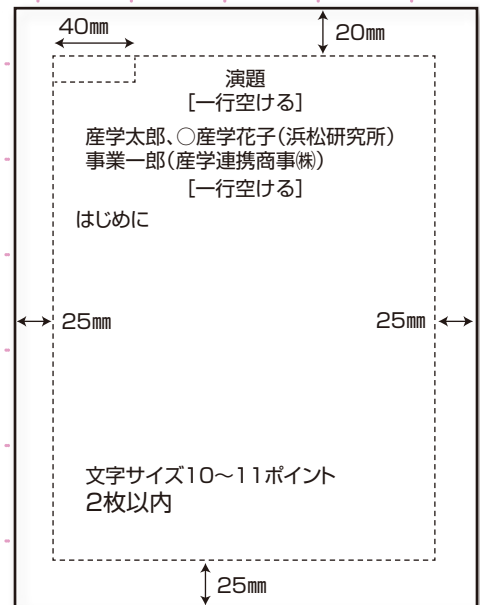 40㎜
20㎜
演題
［一行空ける］
産学太郎、○産学花子（浜松研究所）
事業一郎（産学連携商事㈱）
［一行空ける］
はじめに
25㎜
25㎜
文字サイズ10～11ポイント
2枚以内
25㎜